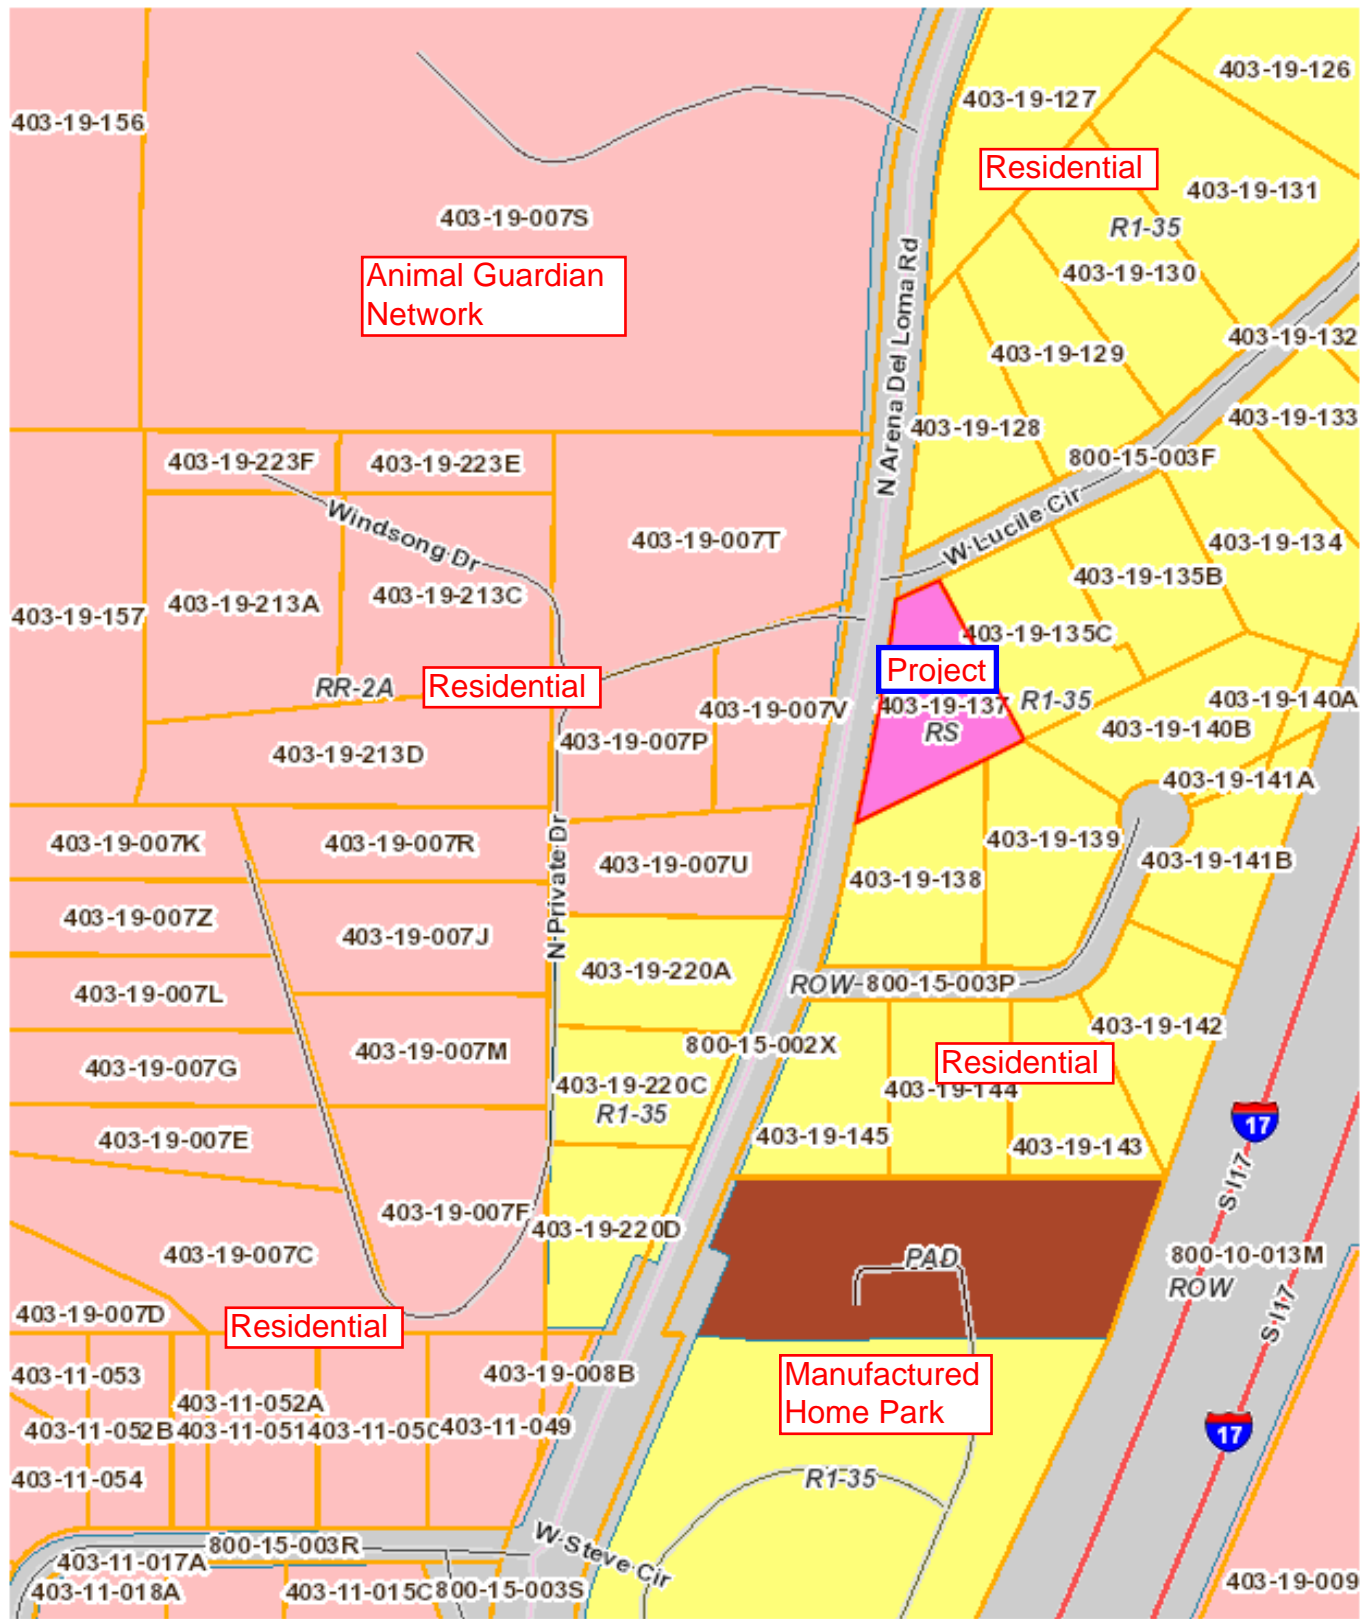 403-19-126
403-19-127
403-19-156
Residential
403-19-131
403-19-007S
R1-35
Animal Guardian
Network
403-19-130
N Arena Del Loma Rd
403-19-132
403-19-129
403-19-133
403-19-128
800-15-003F
403-19-223F
403-19-223E
Windsong Dr
403-19-007T
W Lucile Cir
403-19-134
403-19-135B
403-19-213A
403-19-213C
403-19-157
403-19-135C
Project
RR-2A
Residential
403-19-137
R1-35
403-19-140A
403-19-007V
RS
403-19-140B
403-19-213D
403-19-007P
403-19-141A
403-19-007K
403-19-007R
403-19-139
N Private Dr
403-19-007U
403-19-141B
403-19-138
403-19-007Z
403-19-007J
403-19-220A
ROW
800-15-003P
403-19-007L
403-19-142
800-15-002X
403-19-007M
Residential
403-19-007G
403-19-220C
403-19-144
R1-35
17
403-19-007E
403-19-145
403-19-143
S I17
403-19-007F
403-19-220D
403-19-007C
PAD
800-10-013M
ROW
403-19-007D
Residential
S I17
403-11-053
403-19-008B
Manufactured
Home Park
403-11-052A
403-11-052B
403-11-051
403-11-050
403-11-049
17
403-11-054
R1-35
800-15-003R
W Steve Cir
403-11-017A
403-11-018A
403-11-015C
800-15-003S
403-19-009